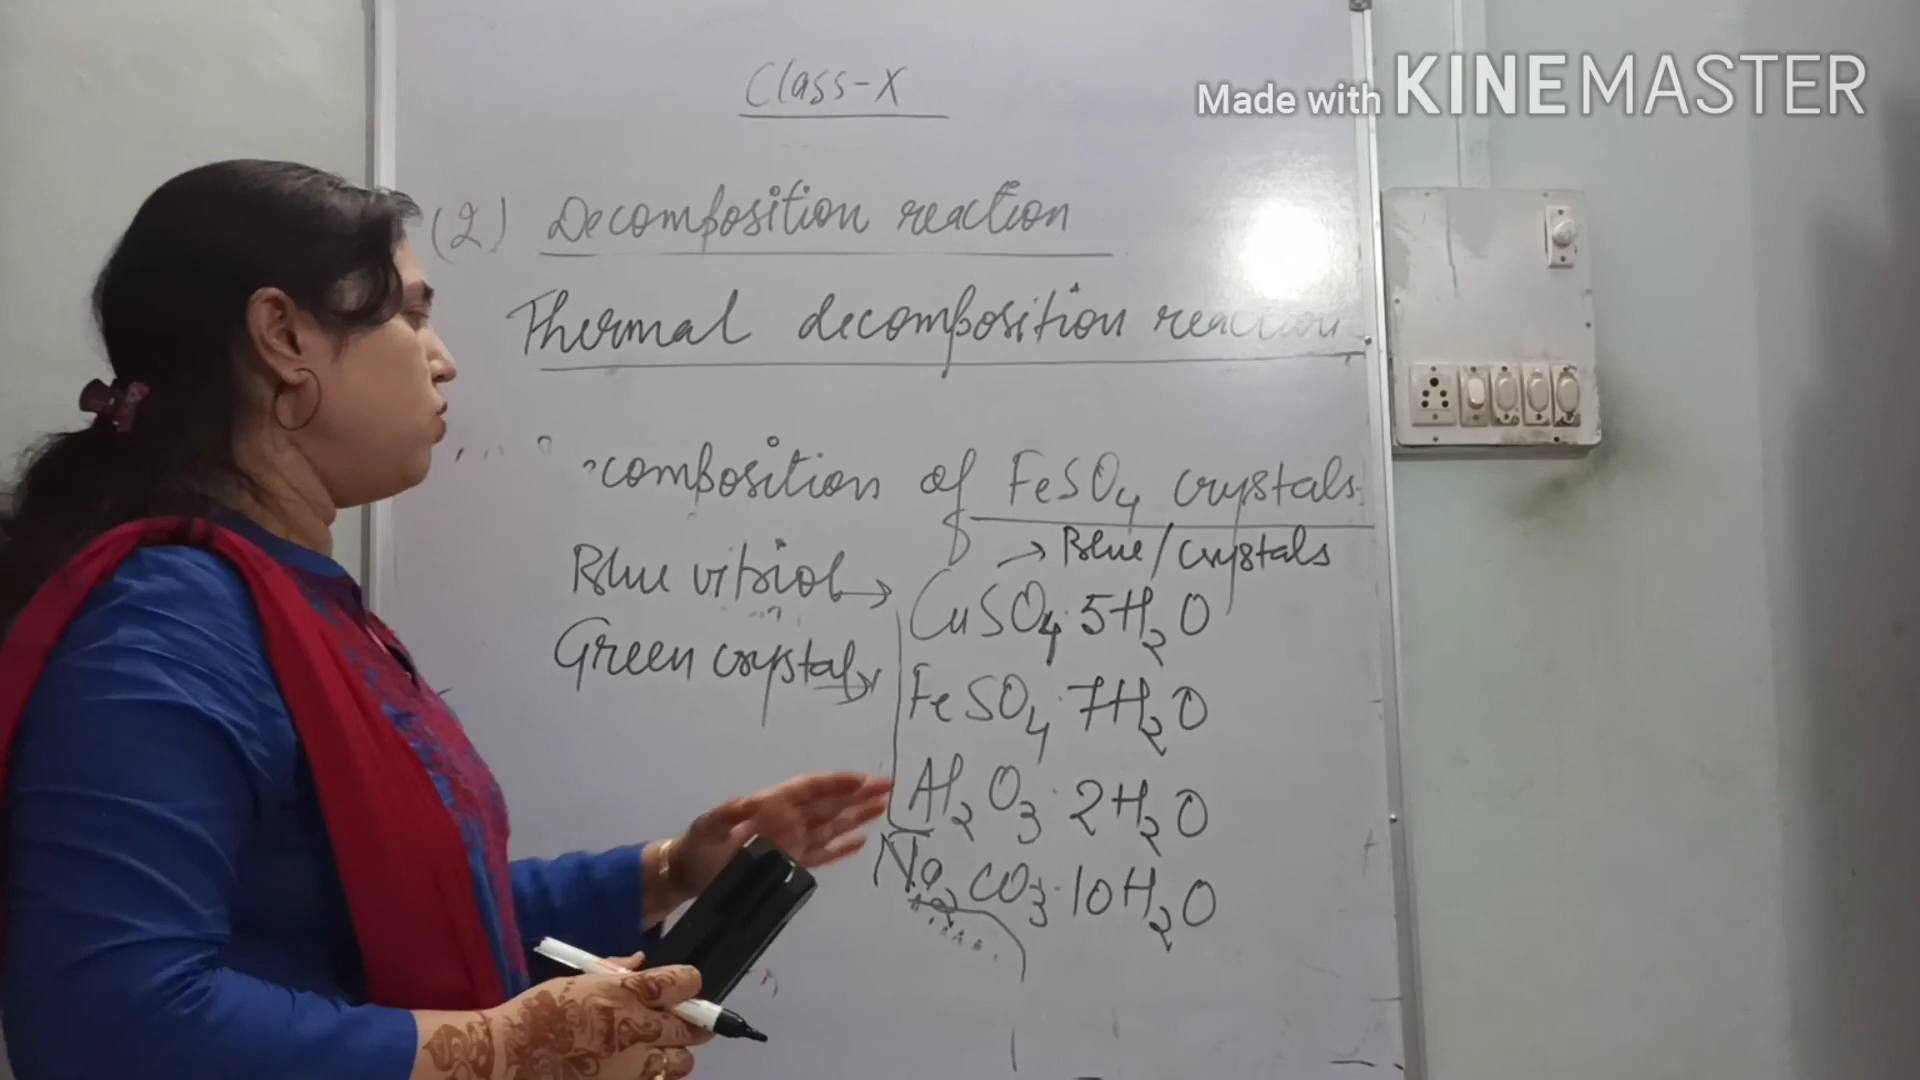 Class-X
Made with KINEMASTER
(2) Decomposition reaction
Thermal decomposition reaction
composition of FeSO4 crystals
→ Blue / crystals
Blue vitriol → CuSO4·5H2O
Green crystals → FeSO4·7H2O
Al2O3·2H2O
Na2CO3·10H2O